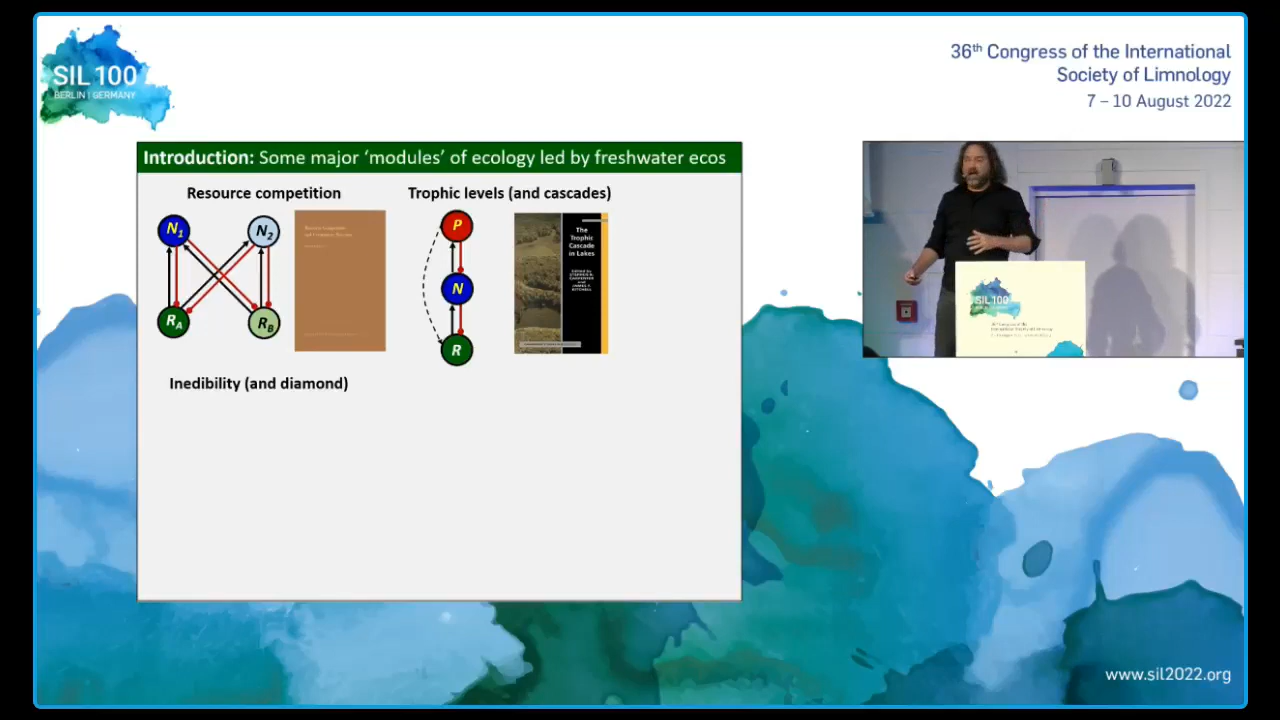 SIL 100
BERLIN | GERMANY
36th Congress of the International
Society of Limnology
7 – 10 August 2022
Introduction: Some major ‘modules’ of ecology led by freshwater ecos
Resource competition
Trophic levels (and cascades)
N1
N2
RA
RB
P
N
R
The
Trophic
Cascade
in Lakes
Inedibility (and diamond)
SIL 100
www.sil2022.org